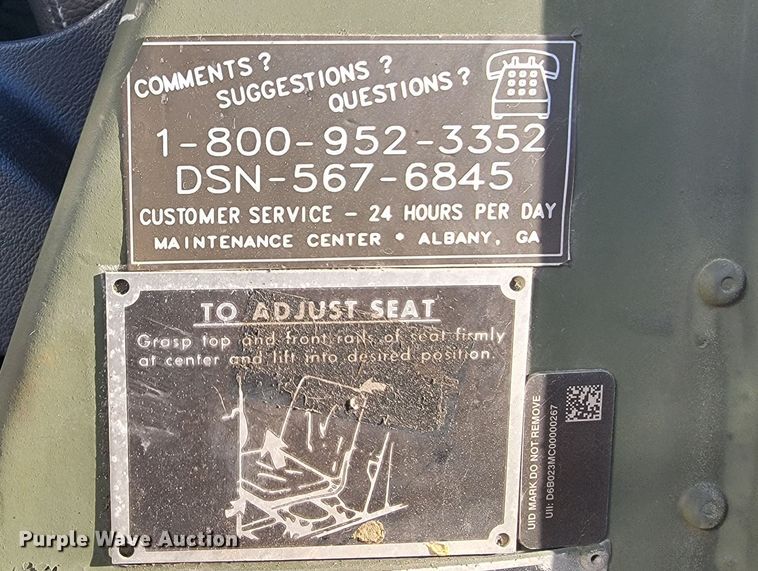 COMMENTS?
SUGGESTIONS?
QUESTIONS?
1-800-952-3352
DSN-567-6845
CUSTOMER SERVICE - 24 HOURS PER DAY
MAINTENANCE CENTER • ALBANY, GA
TO ADJUST SEAT
Grasp top and front rails of seat firmly
at center and lift into desired position.
UID MARK DO NOT REMOVE
UII: D6B023MC00000267
Purple Wave Auction